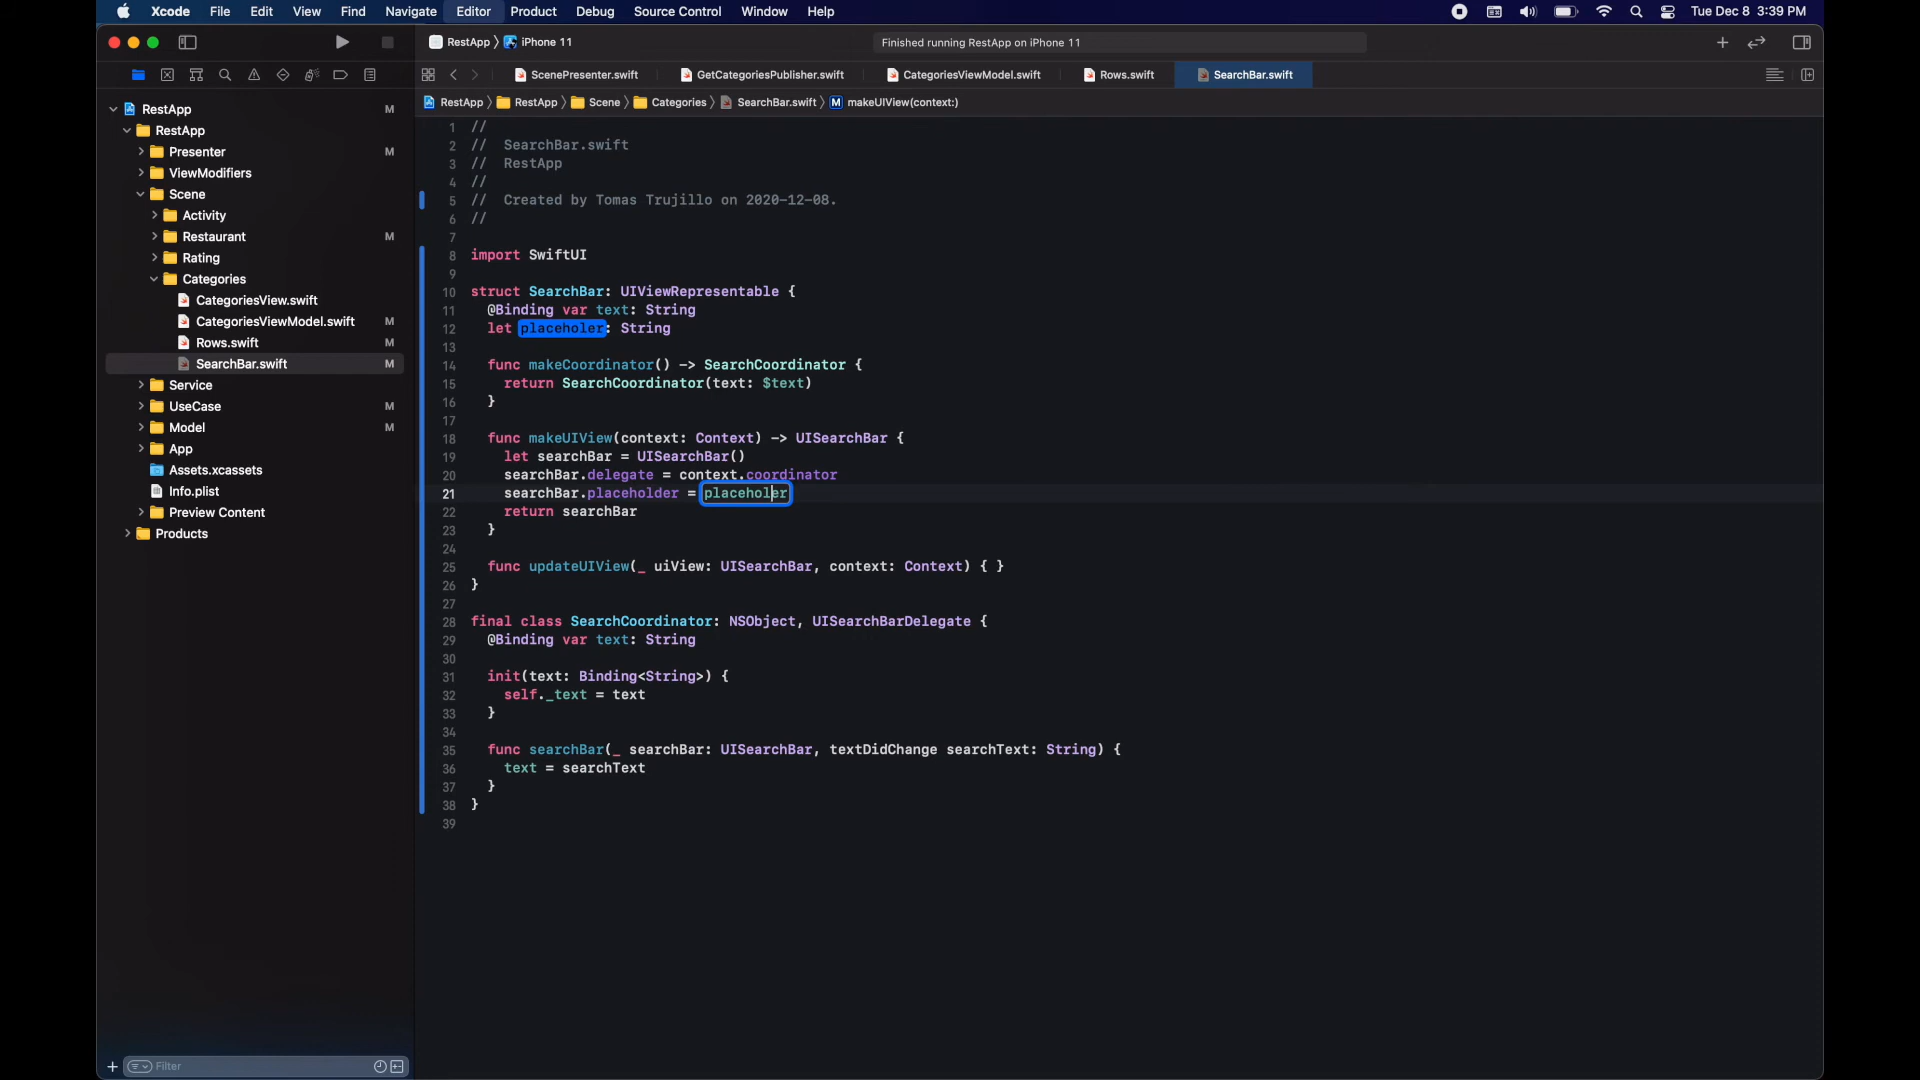 Xcode File Edit View Find Navigate Editor Product Debug Source Control Window Help Tue Dec 8 3:39 PM
RestApp iPhone 11 Finished running RestApp on iPhone 11
ScenePresenter.swift GetCategoriesPublisher.swift CategoriesViewModel.swift Rows.swift SearchBar.swift
RestApp RestApp Scene Categories SearchBar.swift M makeUIView(context:)
RestApp M
RestApp
Presenter M
ViewModifiers
Scene
Activity
Restaurant M
Rating
Categories
CategoriesView.swift
CategoriesViewModel.swift M
Rows.swift M
SearchBar.swift M
Service
UseCase M
Model M
App
Assets.xcassets
Info.plist
Preview Content
Products
Filter
1 //
2 // SearchBar.swift
3 // RestApp
4 //
5 // Created by Tomas Trujillo on 2020-12-08.
6 //
7
8 import SwiftUI
9
10 struct SearchBar: UIViewRepresentable {
11 @Binding var text: String
12 let placeholer: String
13
14 func makeCoordinator() -> SearchCoordinator {
15 return SearchCoordinator(text: $text)
16 }
17
18 func makeUIView(context: Context) -> UISearchBar {
19 let searchBar = UISearchBar()
20 searchBar.delegate = context.coordinator
21 searchBar.placeholder = placeholer
22 return searchBar
23 }
24
25 func updateUIView(_ uiView: UISearchBar, context: Context) { }
26 }
27
28 final class SearchCoordinator: NSObject, UISearchBarDelegate {
29 @Binding var text: String
30
31 init(text: Binding<String>) {
32 self._text = text
33 }
34
35 func searchBar(_ searchBar: UISearchBar, textDidChange searchText: String) {
36 text = searchText
37 }
38 }
39